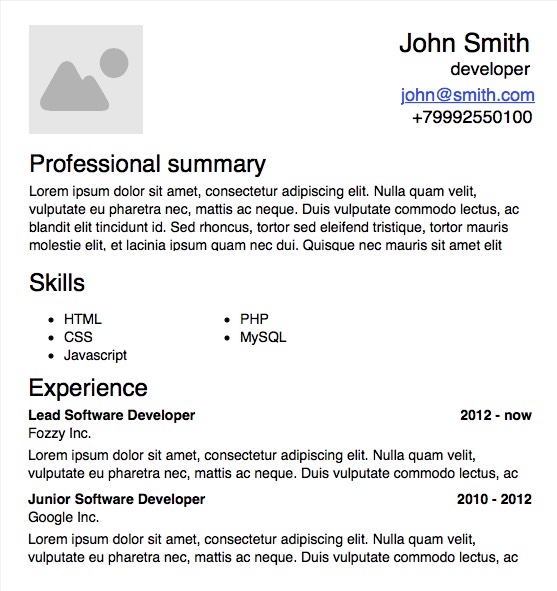 John Smith
developer
john@smith.com
+79992550100
Professional summary
Lorem ipsum dolor sit amet, consectetur adipiscing elit. Nulla quam velit,
vulputate eu pharetra nec, mattis ac neque. Duis vulputate commodo lectus, ac
blandit elit tincidunt id. Sed rhoncus, tortor sed eleifend tristique, tortor mauris
molestie elit, et lacinia ipsum quam nec dui. Quisque nec mauris sit amet elit
Skills
• HTML
• CSS
• Javascript
• PHP
• MySQL
Experience
Lead Software Developer 2012 - now
Fozzy Inc.
Lorem ipsum dolor sit amet, consectetur adipiscing elit. Nulla quam velit,
vulputate eu pharetra nec, mattis ac neque. Duis vulputate commodo lectus, ac
Junior Software Developer 2010 - 2012
Google Inc.
Lorem ipsum dolor sit amet, consectetur adipiscing elit. Nulla quam velit,
vulputate eu pharetra nec, mattis ac neque. Duis vulputate commodo lectus, ac